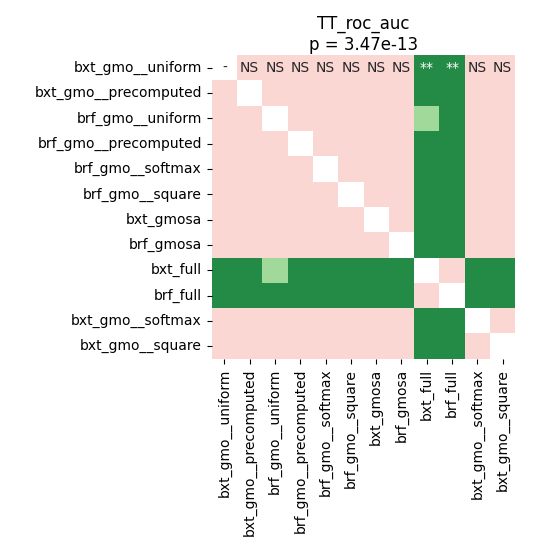 TT_roc_auc
p = 3.47e-13
bxt_gmo__uniform - NS NS NS NS NS NS NS ** ** NS NS
bxt_gmo__precomputed
brf_gmo__uniform
brf_gmo__precomputed
brf_gmo__softmax
brf_gmo__square
bxt_gmosa
brf_gmosa
bxt_full
brf_full
bxt_gmo__softmax
bxt_gmo__square
bxt_gmo__uniform
bxt_gmo__precomputed
brf_gmo__uniform
brf_gmo__precomputed
brf_gmo__softmax
brf_gmo__square
bxt_gmosa
brf_gmosa
bxt_full
brf_full
bxt_gmo__softmax
bxt_gmo__square